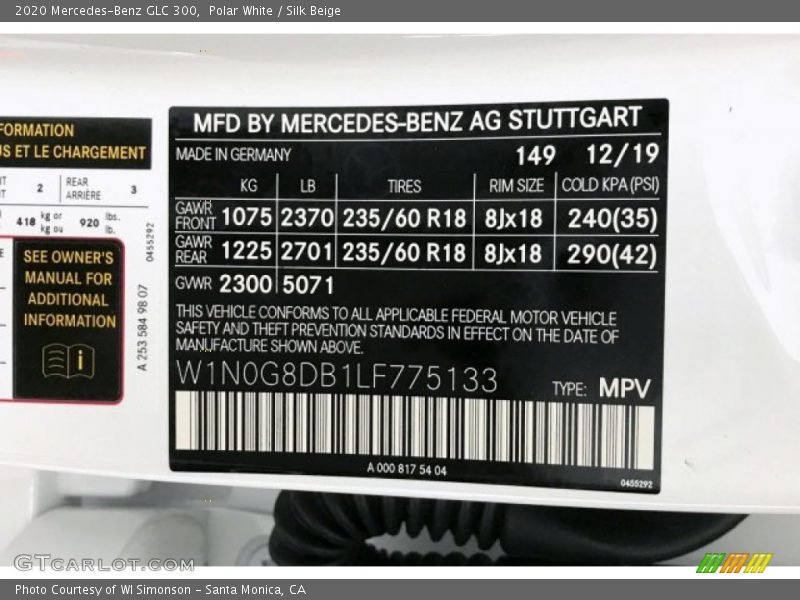 2020 Mercedes-Benz GLC 300, Polar White / Silk Beige
MFD BY MERCEDES-BENZ AG STUTTGART
MADE IN GERMANY 149 12/19
KG LB TIRES RIM SIZE COLD KPA (PSI)
GAWR FRONT 1075 2370 235/60 R18 8Jx18 240(35)
GAWR REAR 1225 2701 235/60 R18 8Jx18 290(42)
GVWR 2300 5071
THIS VEHICLE CONFORMS TO ALL APPLICABLE FEDERAL MOTOR VEHICLE
SAFETY AND THEFT PREVENTION STANDARDS IN EFFECT ON THE DATE OF
MANUFACTURE SHOWN ABOVE.
W1N0G8DB1LF775133 TYPE: MPV
A 000 817 54 04
0455292
ET LE CHARGEMENT
2 REAR ARRIÈRE 3
418 kg or kg ou 920 lbs. lb.
SEE OWNER'S
MANUAL FOR
ADDITIONAL
INFORMATION
0455292
A 253 584 98 07
GTCARLOT.COM
Photo Courtesy of WI Simonson - Santa Monica, CA